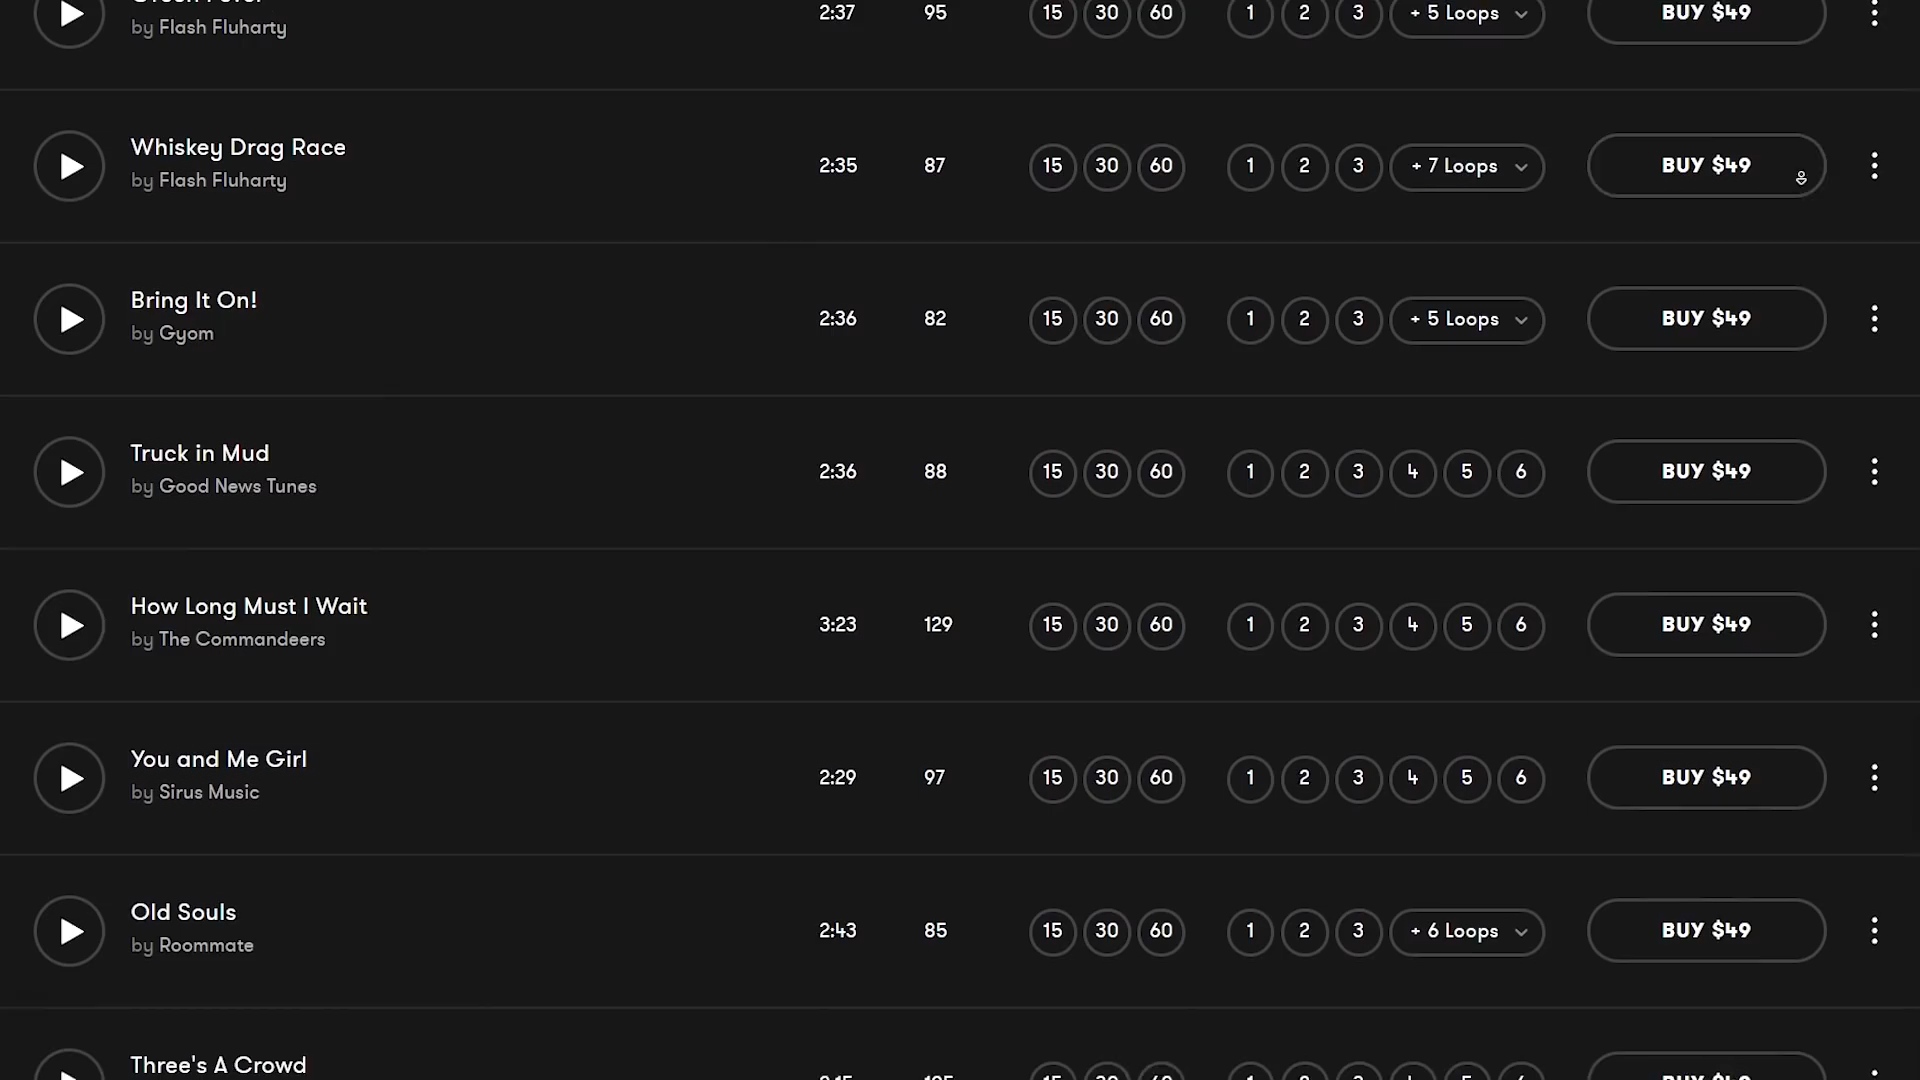 by Flash Fluharty
2:37 95 15 30 60 1 2 3 + 5 Loops BUY $49
Whiskey Drag Race
by Flash Fluharty
2:35 87 15 30 60 1 2 3 + 7 Loops BUY $49
Bring It On!
by Gyom
2:36 82 15 30 60 1 2 3 + 5 Loops BUY $49
Truck in Mud
by Good News Tunes
2:36 88 15 30 60 1 2 3 4 5 6 BUY $49
How Long Must I Wait
by The Commandeers
3:23 129 15 30 60 1 2 3 4 5 6 BUY $49
You and Me Girl
by Sirus Music
2:29 97 15 30 60 1 2 3 4 5 6 BUY $49
Old Souls
by Roommate
2:43 85 15 30 60 1 2 3 + 6 Loops BUY $49
Three's A Crowd